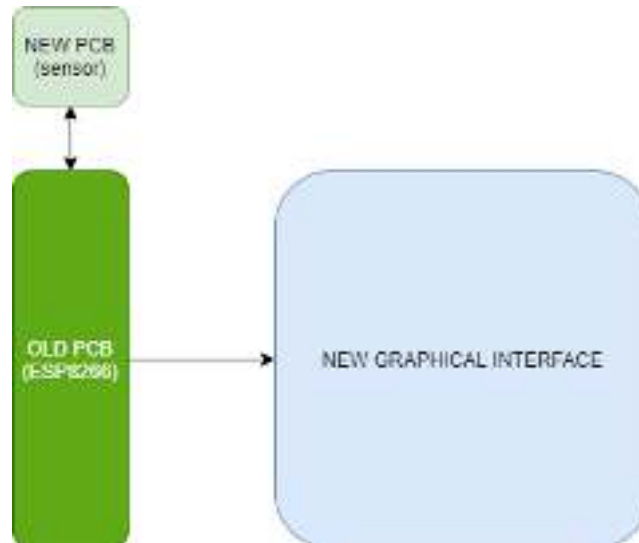 NEW PCB
(sensor)
OLD PCB
(ESP8266)
NEW GRAPHICAL INTERFACE